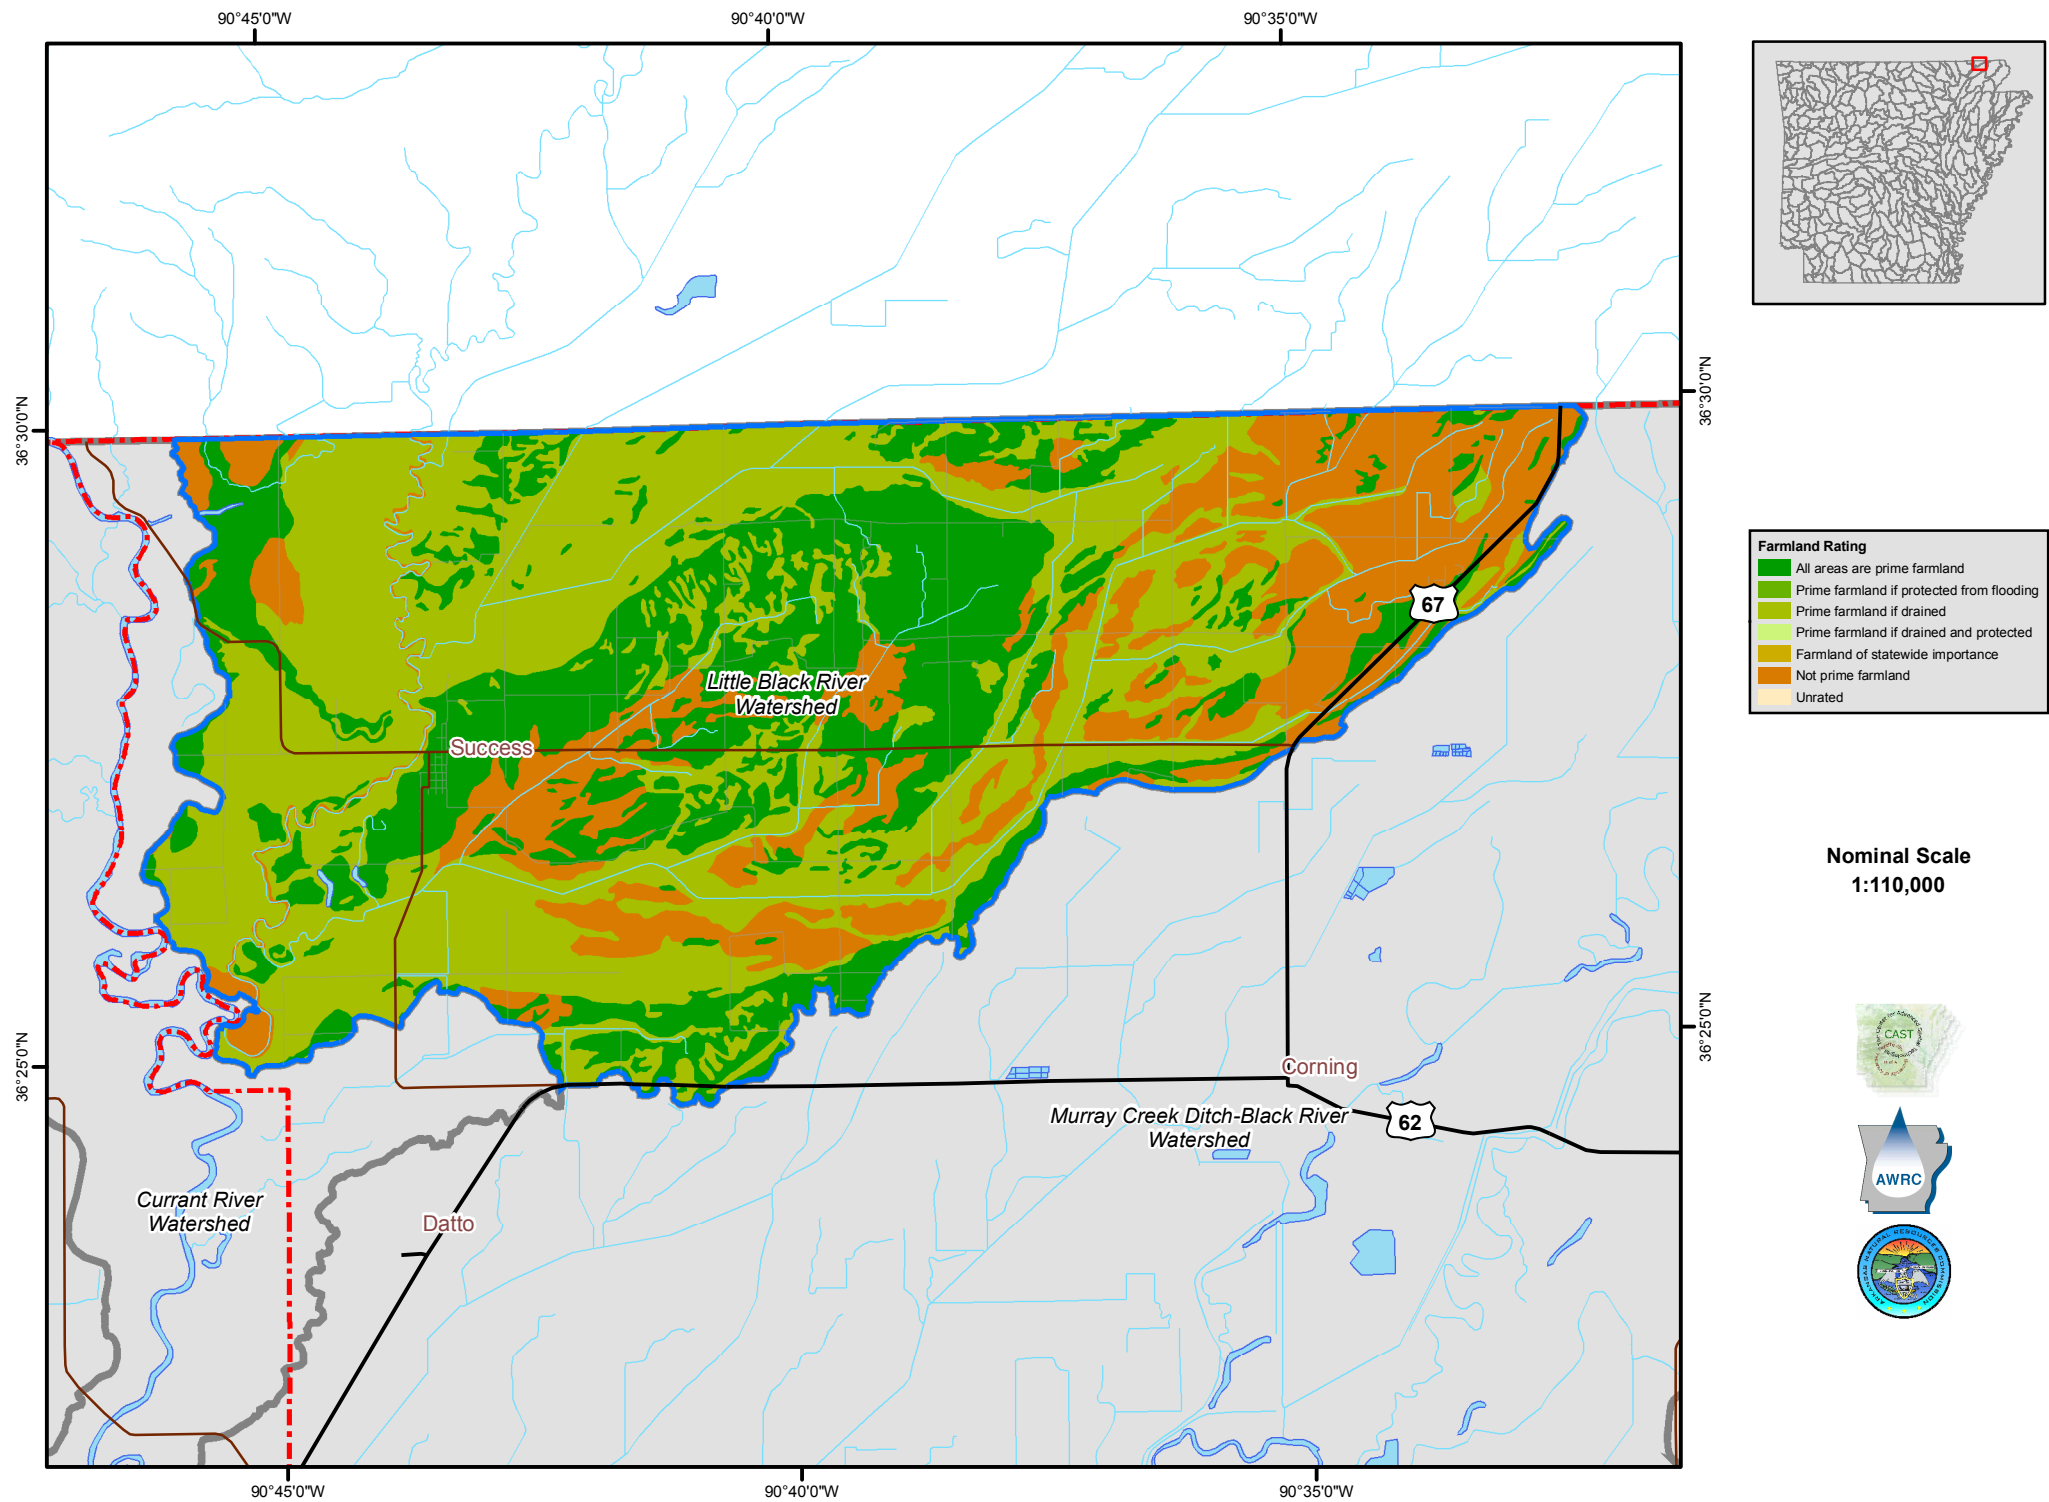 90°45'0"W
90°40'0"W
90°35'0"W
36°30'0"N
36°30'0"N
67
Little Black River
Watershed
Success
36°25'0"N
36°25'0"N
Corning
Murray Creek Ditch-Black River
Watershed
62
Currant River
Watershed
Datto
90°45'0"W
90°40'0"W
90°35'0"W
Farmland Rating
All areas are prime farmland
Prime farmland if protected from flooding
Prime farmland if drained
Prime farmland if drained and protected
Farmland of statewide importance
Not prime farmland
Unrated
Nominal Scale
1:110,000
CAST
AWRC
ARKANSAS NATURAL RESOURCES COMMISSION